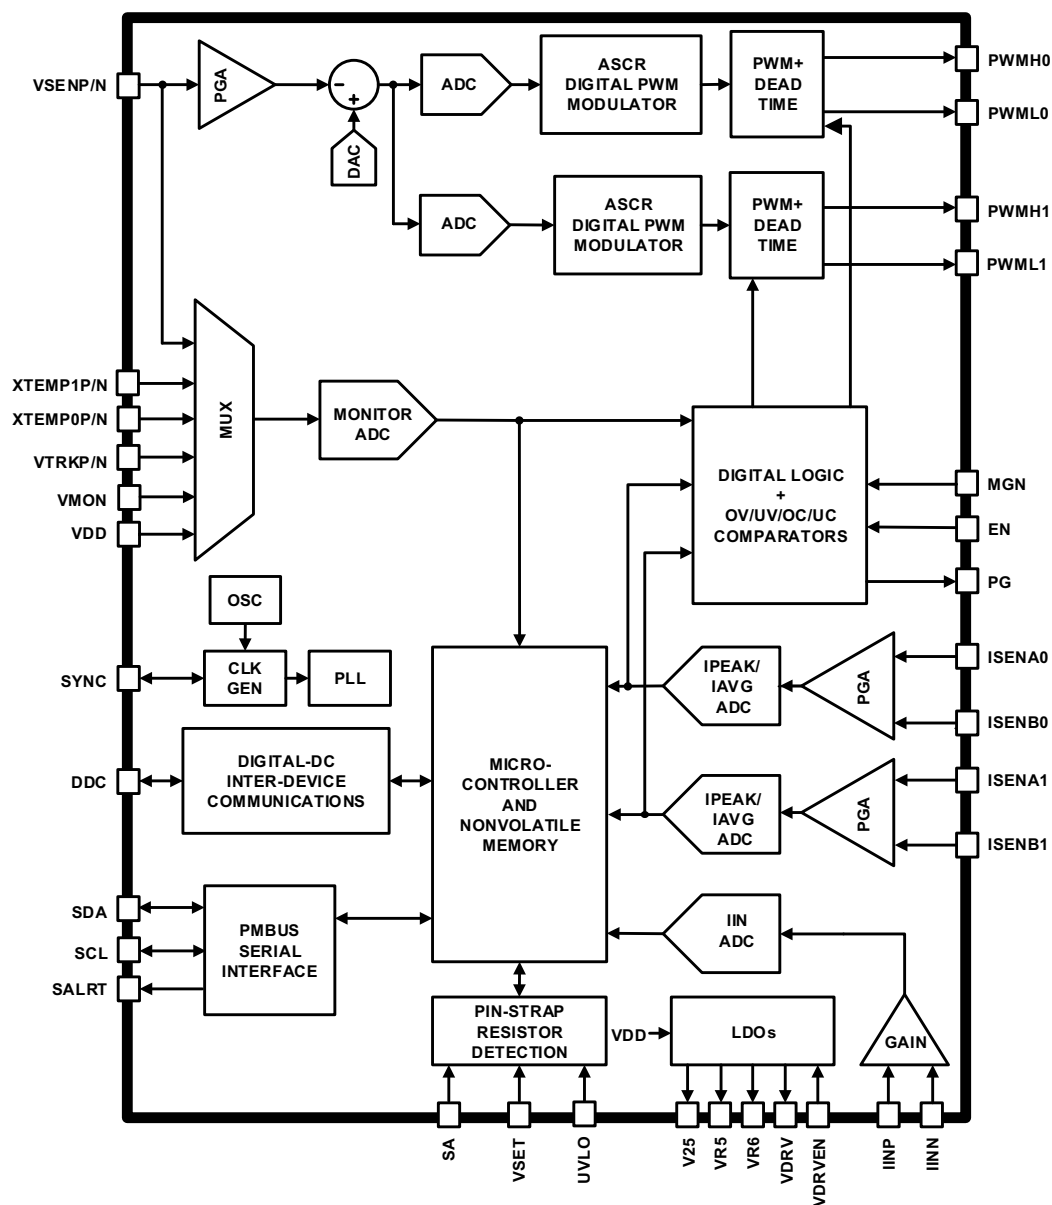 VSENP/N
PGA
-
+
DAC
ADC
ASCR
DIGITAL PWM
MODULATOR
PWM+
DEAD
TIME
PWMH0
PWML0
ADC
ASCR
DIGITAL PWM
MODULATOR
PWM+
DEAD
TIME
PWMH1
PWML1
XTEMP1P/N
XTEMP0P/N
VTRKP/N
VMON
VDD
MUX
MONITOR
ADC
DIGITAL LOGIC
+
OV/UV/OC/UC
COMPARATORS
MGN
EN
PG
OSC
SYNC
CLK
GEN
PLL
DDC
DIGITAL-DC
INTER-DEVICE
COMMUNICATIONS
MICRO-
CONTROLLER
AND
NONVOLATILE
MEMORY
IPEAK/
IAVG
ADC
PGA
ISENA0
ISENB0
IPEAK/
IAVG
ADC
PGA
ISENA1
ISENB1
SDA
SCL
SALRT
PMBUS
SERIAL
INTERFACE
IIN
ADC
PIN-STRAP
RESISTOR
DETECTION
VDD
LDOs
GAIN
SA
VSET
UVLO
V25
VR5
VR6
VDRV
VDRVEN
IINP
IINN